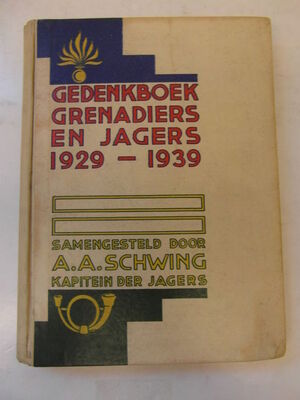 GEDENKBOEK
GRENADIERS
EN JAGERS
1929 – 1939
SAMENGESTELD DOOR
A.A. SCHWING
KAPITEIN DER JAGERS